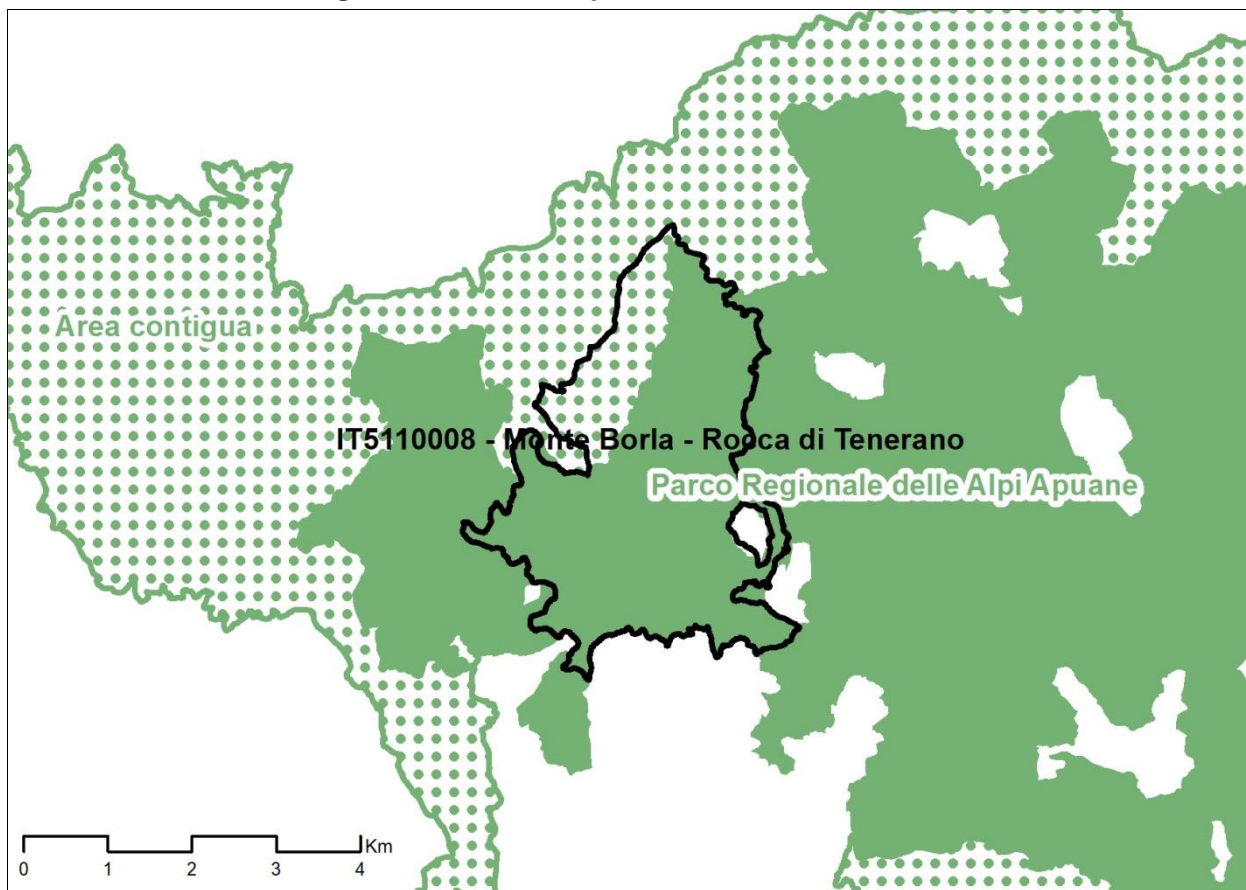 Area contigua
IT5110008 - Monte Borla - Rocca di Tenerano
Parco Regionale delle Alpi Apuane
Km
0 1 2 3 4